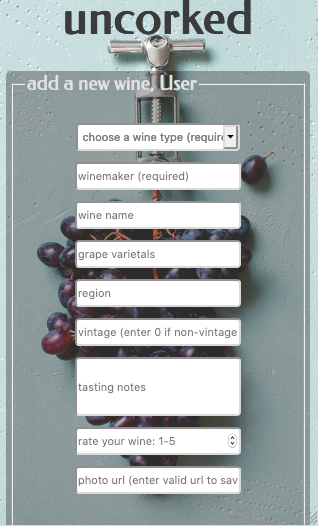 uncorked
add a new wine, User
choose a wine type (require
winemaker (required)
wine name
grape varietals
region
vintage (enter 0 if non-vintage
tasting notes
rate your wine: 1-5
photo url (enter valid url to sav